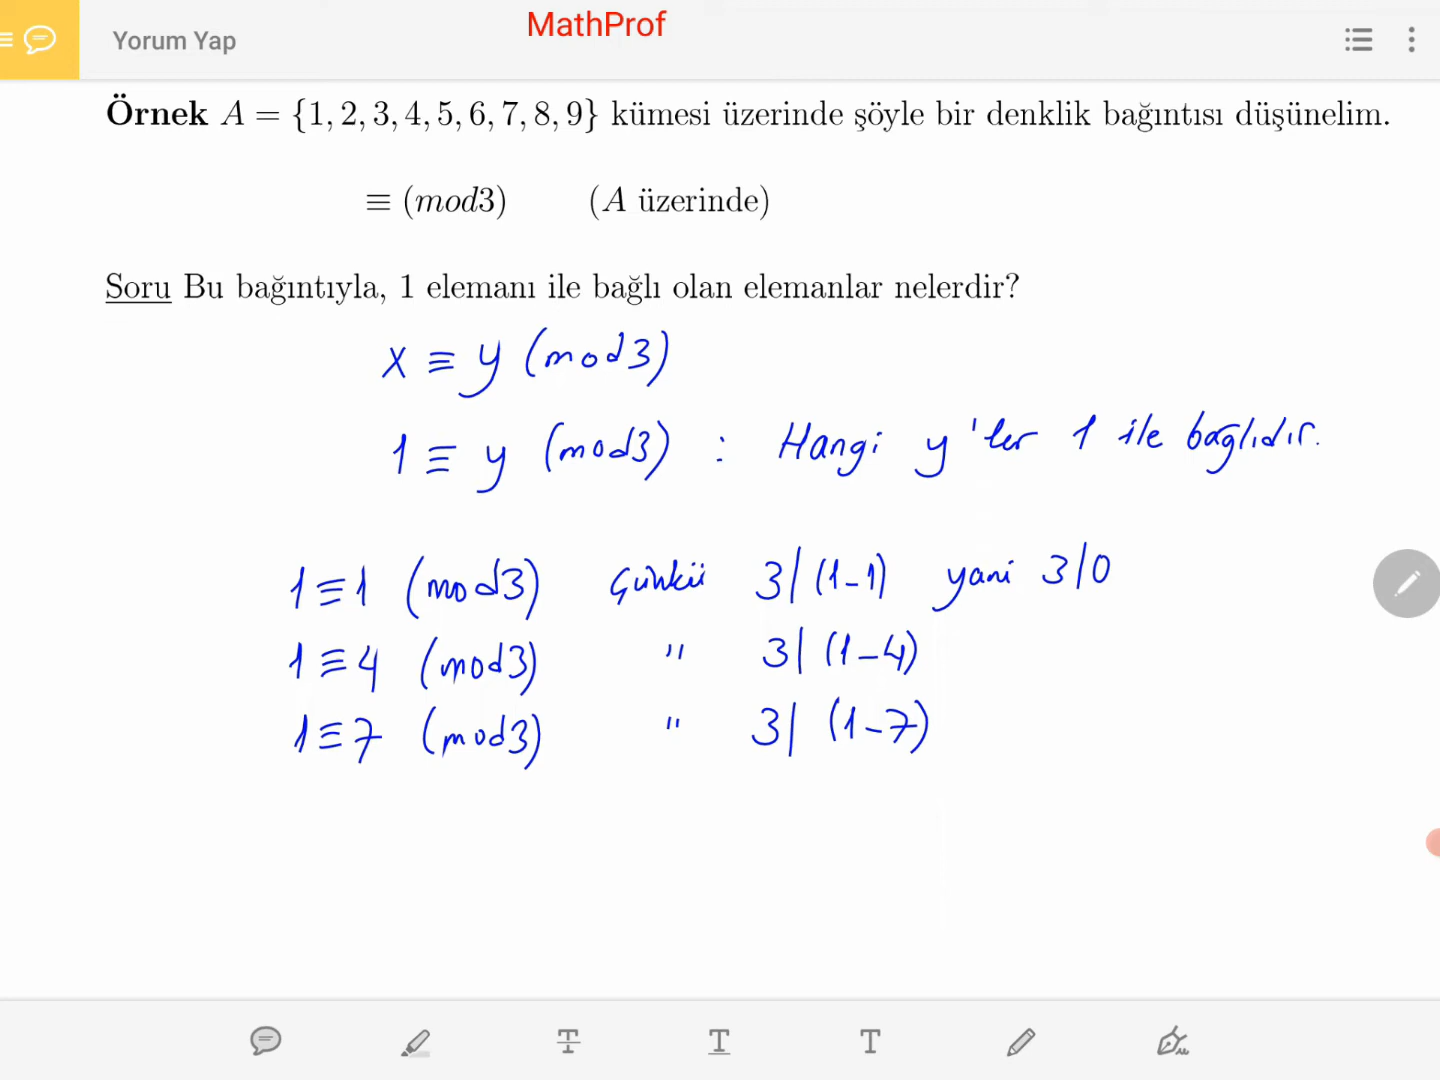 MathProf
Yorum Yap
Örnek A = {1, 2, 3, 4, 5, 6, 7, 8, 9} kümesi üzerinde şöyle bir denklik bağıntısı düşünelim.
≡ (mod3) (A üzerinde)
Soru Bu bağıntıyla, 1 elemanı ile bağlı olan elemanlar nelerdir?
x ≡ y (mod3)
1 ≡ y (mod3) : Hangi y'ler 1 ile bağlıdır.
1≡1 (mod3) Çünkü 3|(1-1) yani 3|0
1≡4 (mod3) " 3|(1-4)
1≡7 (mod3) " 3|(1-7)